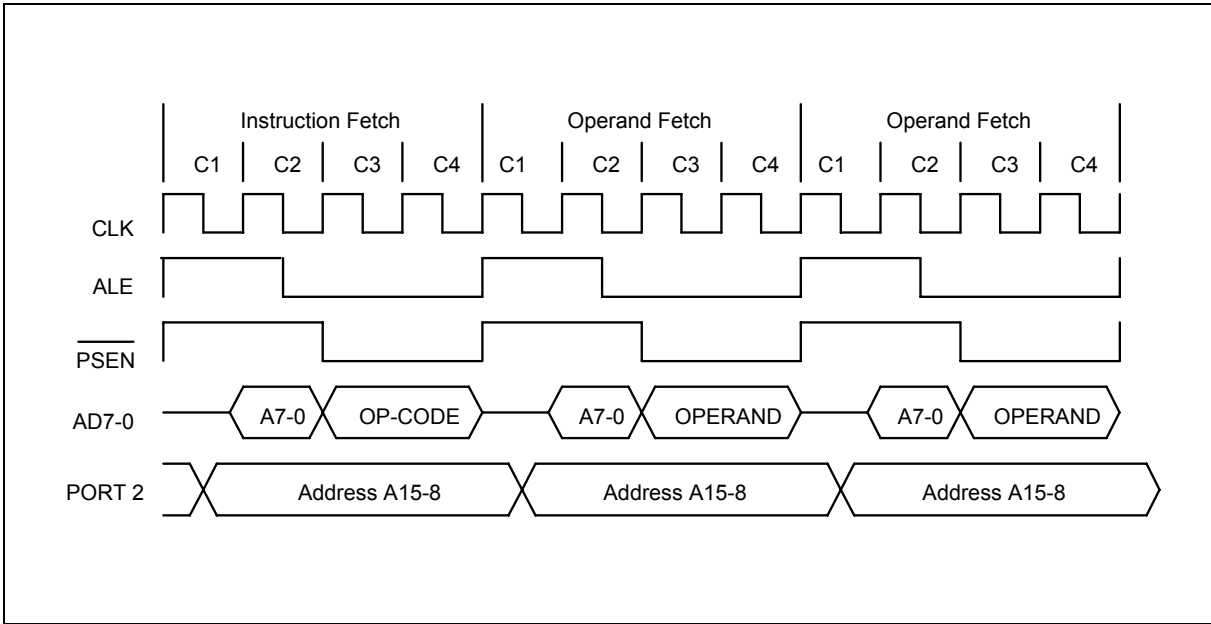 Instruction Fetch Operand Fetch Operand Fetch
C1 C2 C3 C4 C1 C2 C3 C4 C1 C2 C3 C4
CLK
ALE
PSEN
AD7-0 A7-0 OP-CODE A7-0 OPERAND A7-0 OPERAND
PORT 2 Address A15-8 Address A15-8 Address A15-8